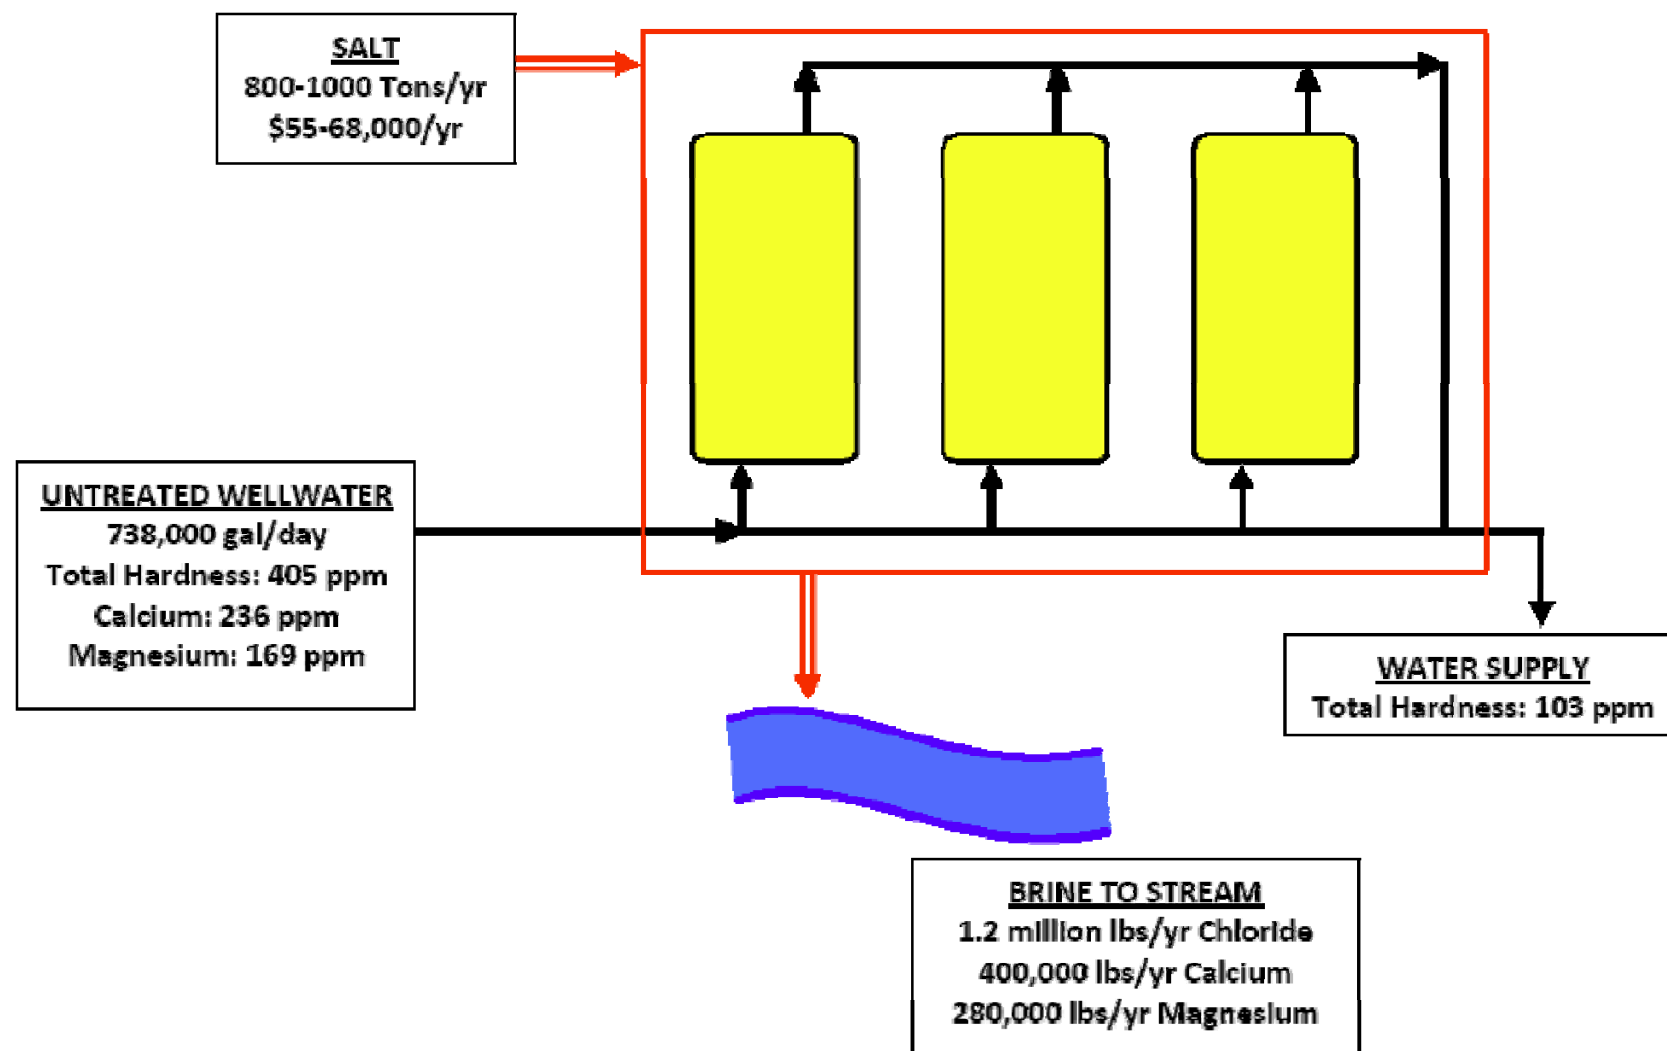 SALT
800-1000 Tons/yr
$55-68,000/yr
UNTREATED WELLWATER
738,000 gal/day
Total Hardness: 405 ppm
Calcium: 236 ppm
Magnesium: 169 ppm
WATER SUPPLY
Total Hardness: 103 ppm
BRINE TO STREAM
1.2 million lbs/yr Chloride
400,000 lbs/yr Calcium
280,000 lbs/yr Magnesium